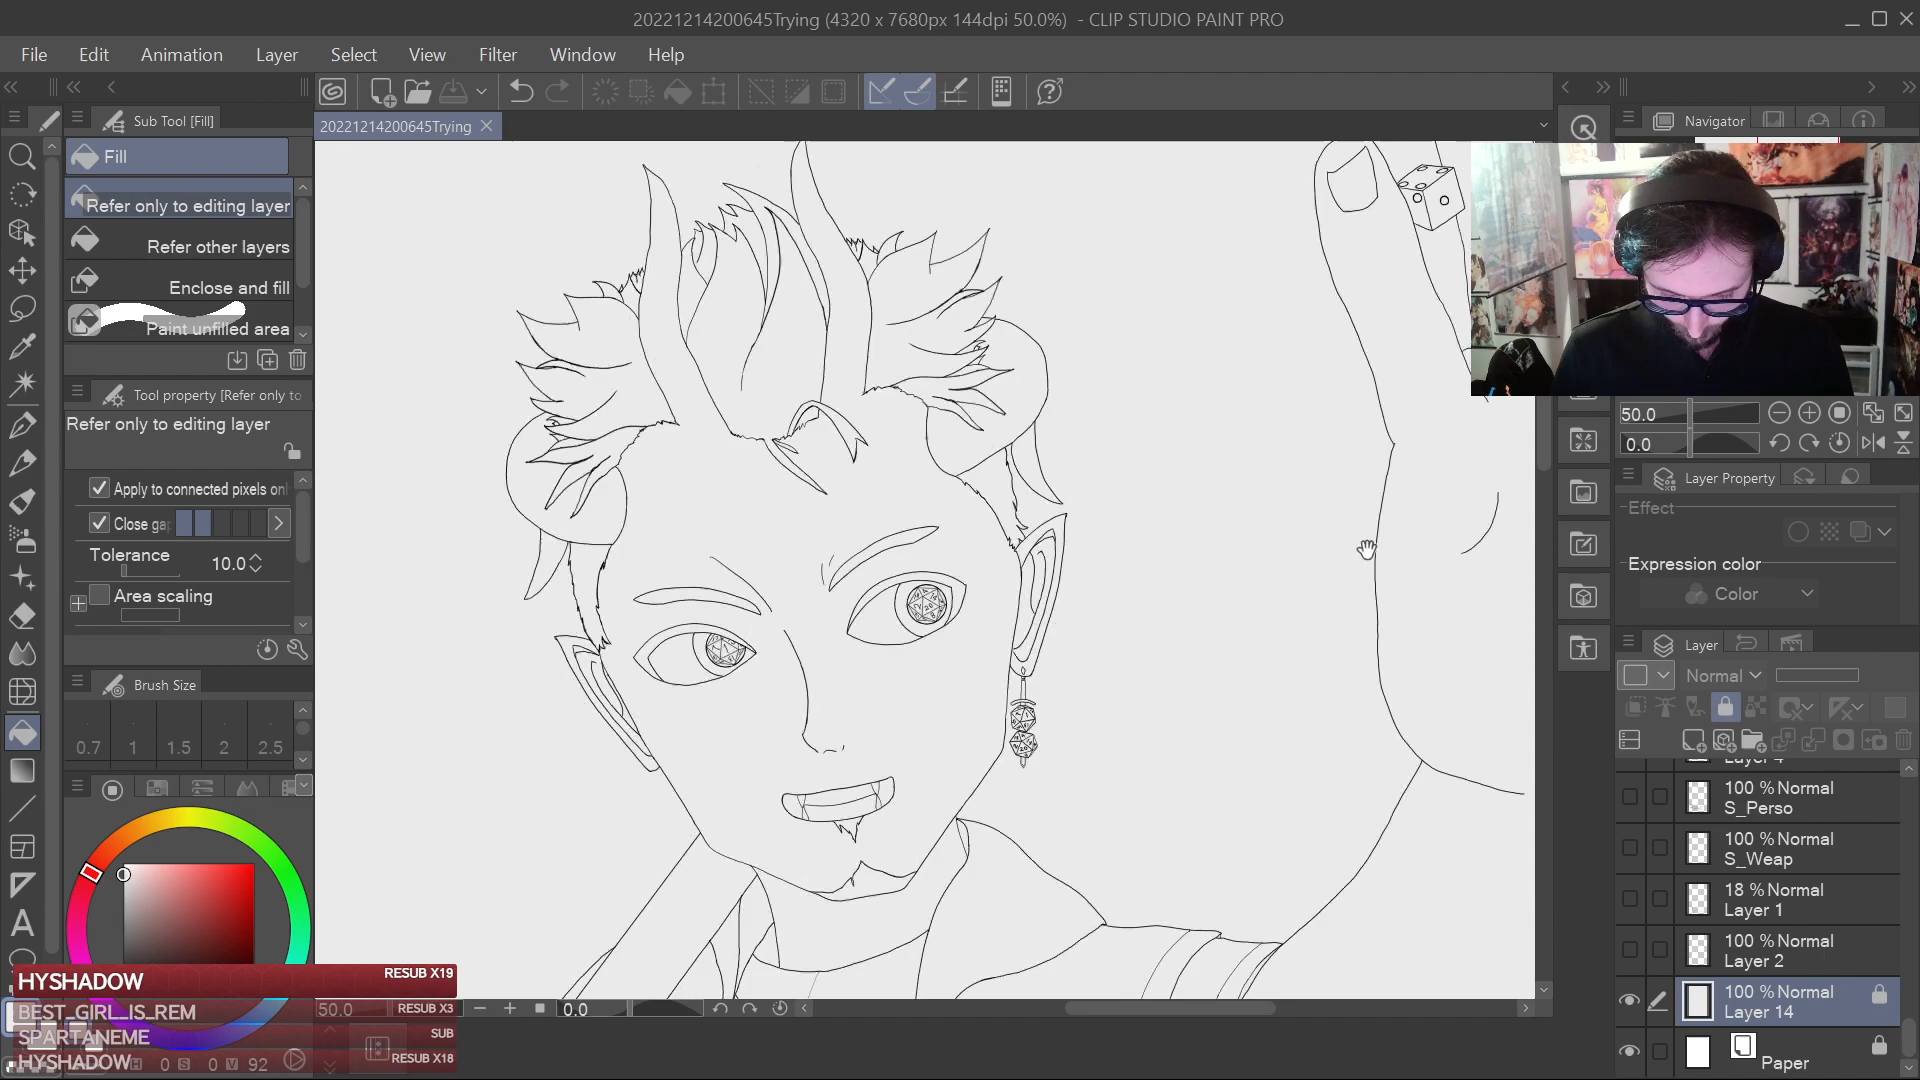 20221214200645Trying (4320 x 7680px 144dpi 50.0%) - CLIP STUDIO PAINT PRO
File Edit Animation Layer Select View Filter Window Help
Sub Tool [Fill]
20221214200645Trying
Navigator
Fill
Refer only to editing layer
Refer other layers
Enclose and fill
Paint unfilled area
Tool property [Refer only to
Refer only to editing layer
Apply to connected pixels onl
Close ga
Tolerance 10.0
Area scaling
Brush Size
0.7 1 1.5 2 2.5
50.0
0.0
Layer Property
Effect
Expression color
Color
Layer
Normal
Layer 4
100 % Normal
S_Perso
100 % Normal
S_Weap
18 % Normal
Layer 1
100 % Normal
Layer 2
100 % Normal
Layer 14
Paper
HYSHADOW RESUB X19
BEST_GIRL_IS_REM RESUB X3
SPARTANEME SUB
HYSHADOW RESUB X18
H 0 S 0 V 92
50.0 0.0